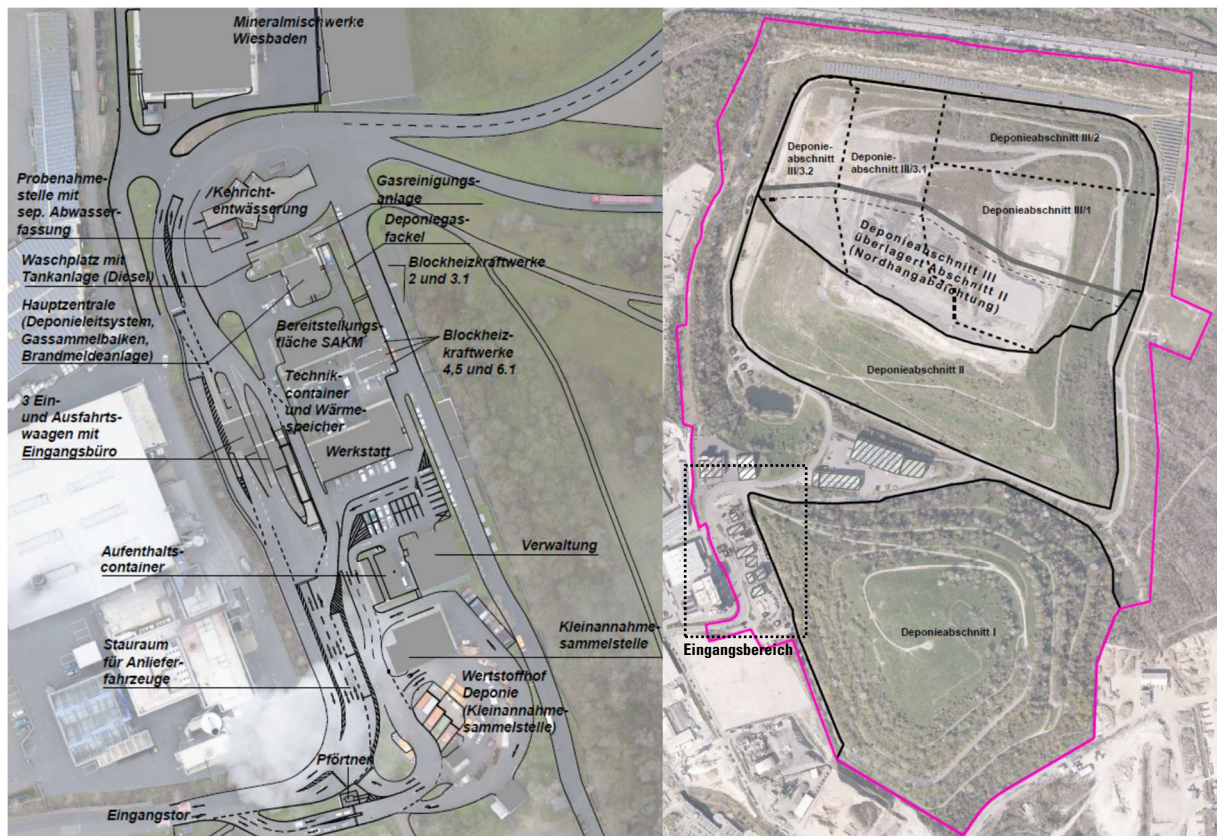 Mineralmischwerke
Wiesbaden
Probenahme-
stelle mit
sep. Abwasser-
fassung
/Kehricht-
entwässerung
Gasreinigungs-
anlage
Deponiegas-
fackel
Waschplatz mit
Tankanlage (Diesel)
Blockheizkraftwerke
2 und 3.1
Hauptzentrale
(Deponieleitsystem,
Gassammelbalken,
Brandmeldeanlage)
Bereitstellungs-
fläche SAKM
Blockheiz-
kraftwerke
4,5 und 6.1
Technik-
container
und Wärme-
speicher
3 Ein-
und Ausfahrts-
waagen mit
Eingangsbüro
Werkstatt
Aufenthalts-
container
Verwaltung
Kleinannahme-
sammelstelle
Stauraum
für Anliefer-
fahrzeuge
Wertstoffhof
Deponie
(Kleinannahme-
sammelstelle)
Pförtner
Eingangstor
Deponieabschnitt III/2
Deponie-
abschnitt
III/3.2
Deponie-
abschnitt III/3.1
Deponieabschnitt III/1
Deponieabschnitt III
überlagert Abschnitt II
(Nordhangabdichtung)
Deponieabschnitt II
Eingangsbereich
Deponieabschnitt I